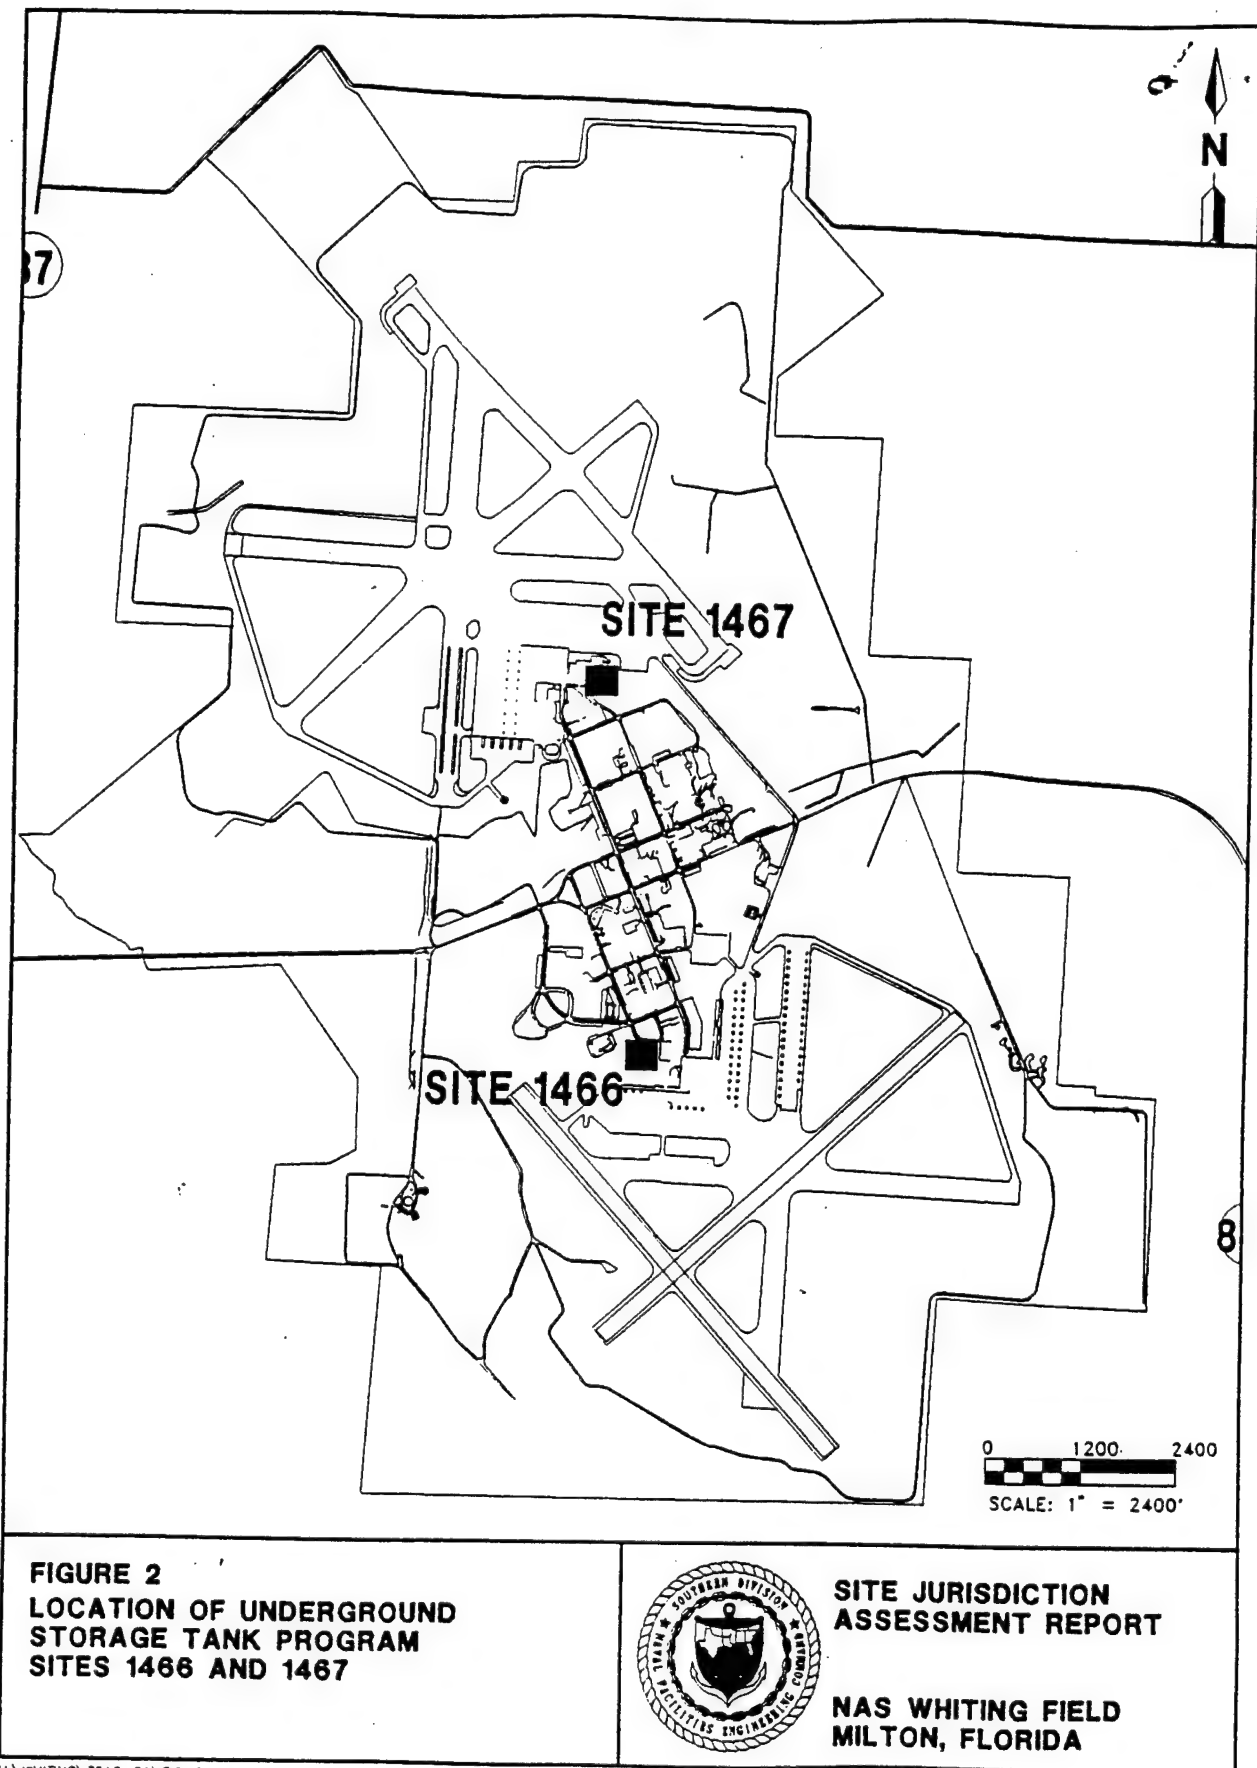 N
87
SITE 1467
SITE 1466
8
0 1200 2400
SCALE: 1" = 2400'
FIGURE 2
LOCATION OF UNDERGROUND
STORAGE TANK PROGRAM
SITES 1466 AND 1467
SOUTHERN DIVISION
NAVAL FACILITIES ENGINEERING COMMAND
SITE JURISDICTION
ASSESSMENT REPORT
NAS WHITING FIELD
MILTON, FLORIDA